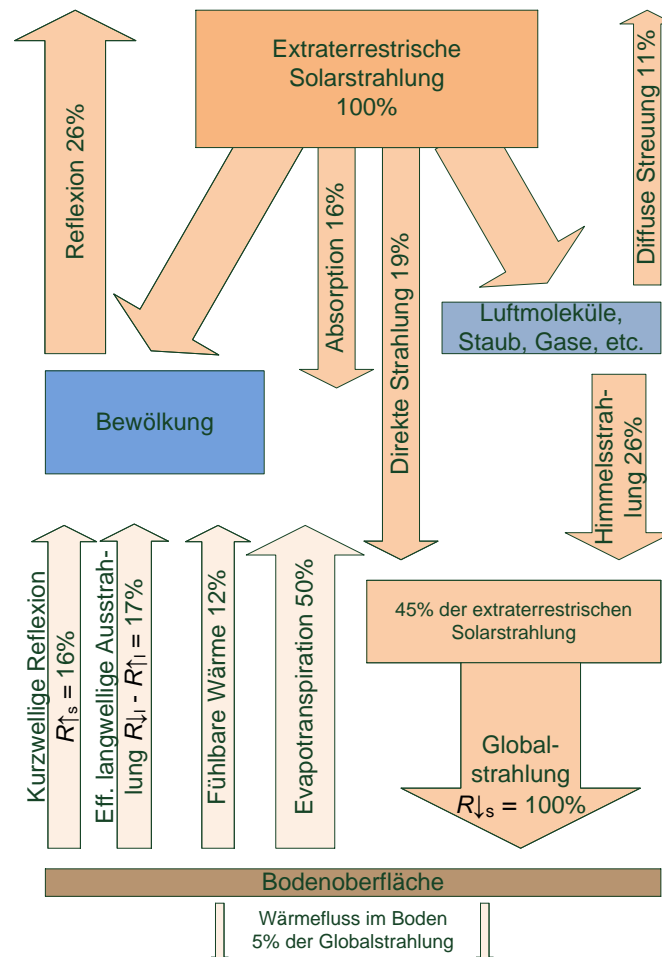 Extraterrestrische
Solarstrahlung
100%
Reflexion 26%
Absorption 16%
Direkte Strahlung 19%
Diffuse Streuung 11%
Luftmoleküle,
Staub, Gase, etc.
Bewölkung
Himmelsstrah-
lung 26%
Kurzwellige Reflexion
R↑s = 16%
Eff. langwellige Ausstrah-
lung R↓l - R↑l = 17%
Fühlbare Wärme 12%
Evapotranspiration 50%
45% der extraterrestrischen
Solarstrahlung
Global-
strahlung
R↓s = 100%
Bodenoberfläche
Wärmefluss im Boden
5% der Globalstrahlung